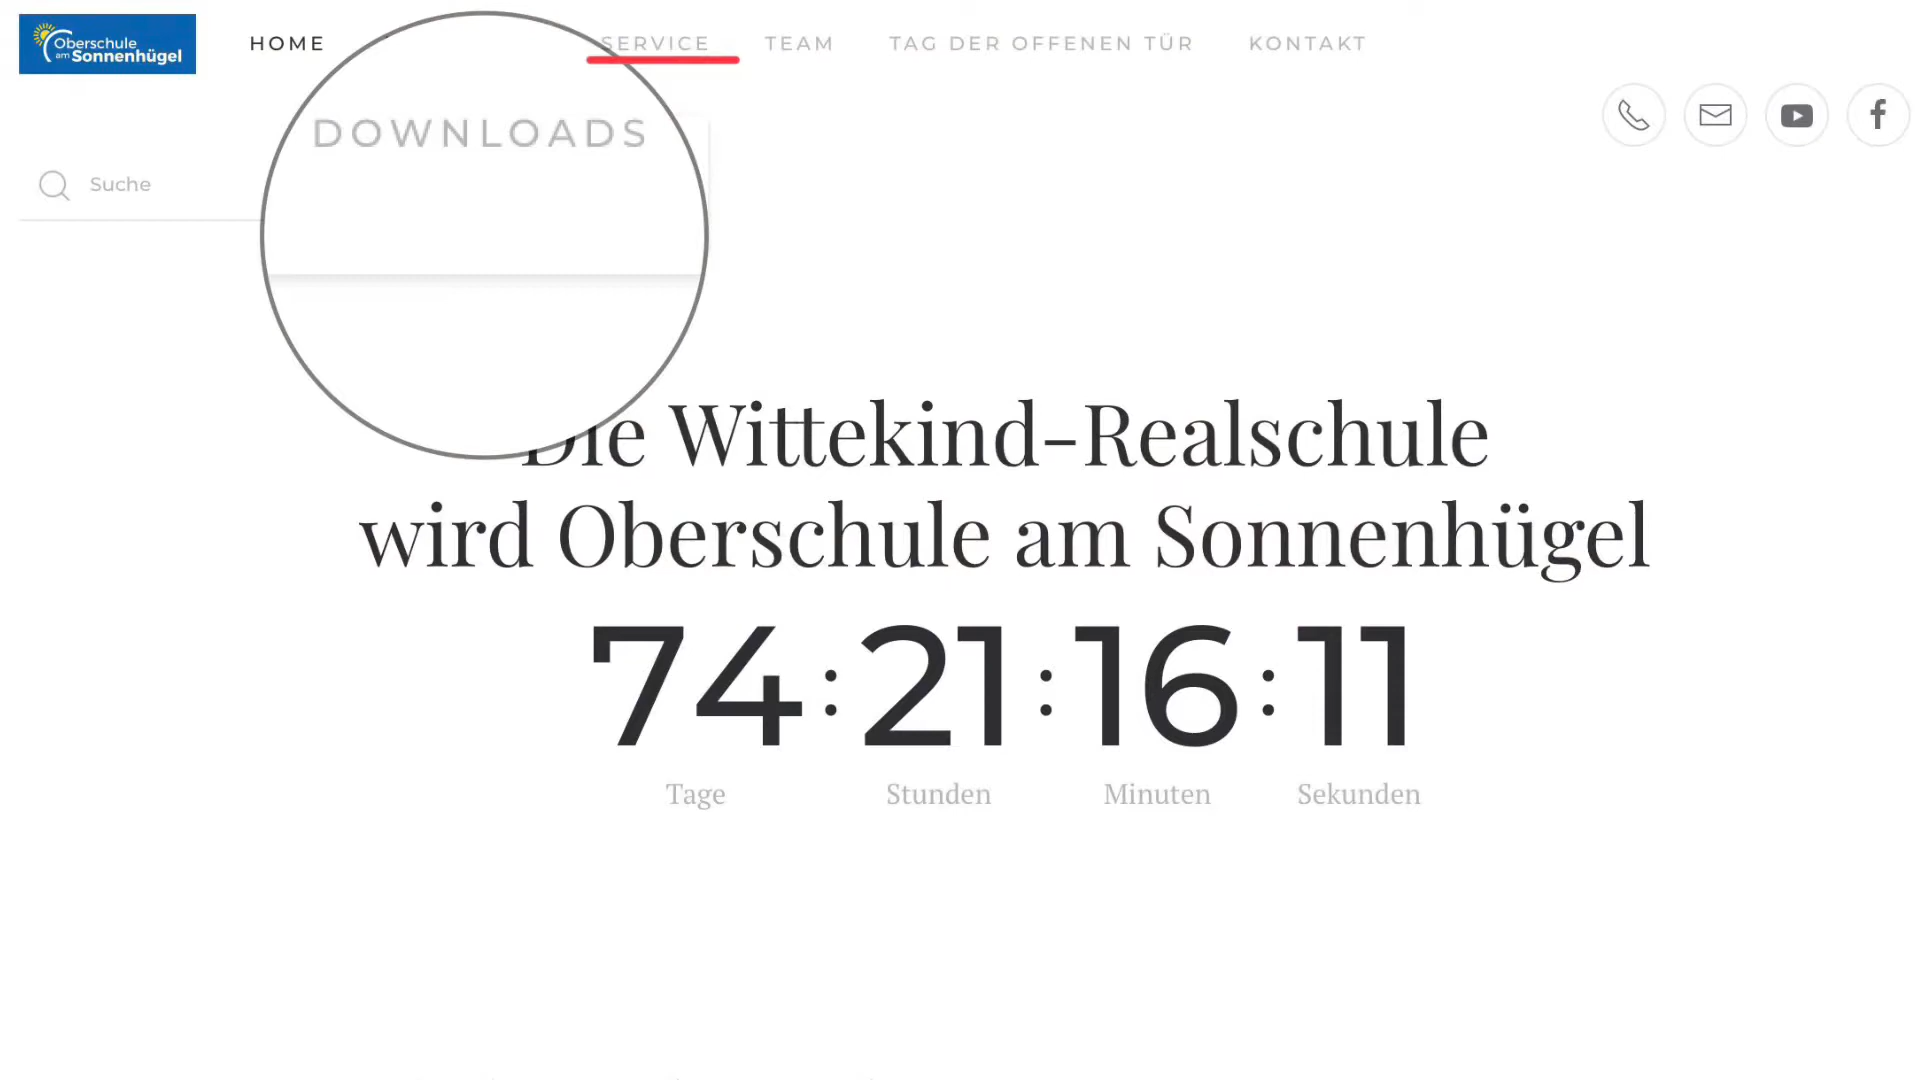 Oberschule
am Sonnenhügel
HOME
SERVICE
TEAM
TAG DER OFFENEN TÜR
KONTAKT
DOWNLOADS
Suche
Die Wittekind-Realschule
wird Oberschule am Sonnenhügel
74 : 21 : 16 : 11
Tage Stunden Minuten Sekunden